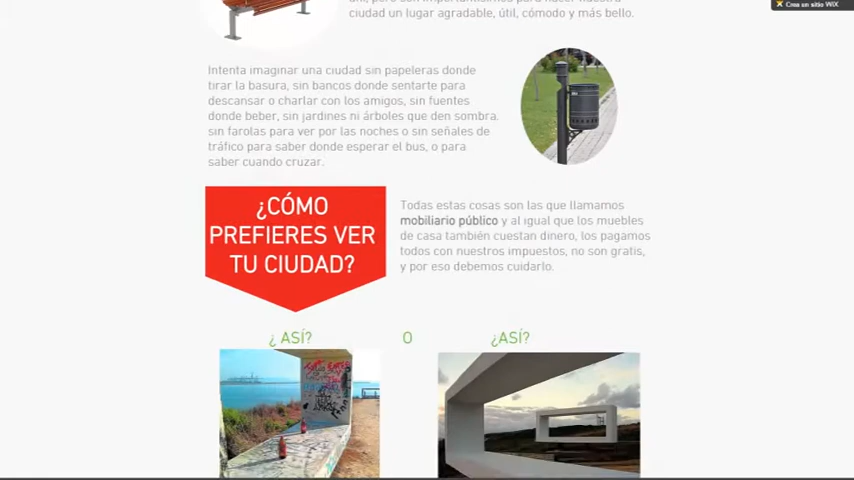 Crea un sitio WIX
ciudad un lugar agradable, útil, cómodo y más bello.
Intenta imaginar una ciudad sin papeleras donde
tirar la basura, sin bancos donde sentarte para
descansar o charlar con los amigos, sin fuentes
donde beber, sin jardines ni árboles que den sombra.
sin farolas para ver por las noches o sin señales de
tráfico para saber donde esperar el bus, o para
saber cuando cruzar.
¿CÓMO
PREFIERES VER
TU CIUDAD?
Todas estas cosas son las que llamamos
mobiliario público y al igual que los muebles
de casa también cuestan dinero, los pagamos
todos con nuestros impuestos, no son gratis,
y por eso debemos cuidarlo.
¿ ASÍ? O ¿ASÍ?